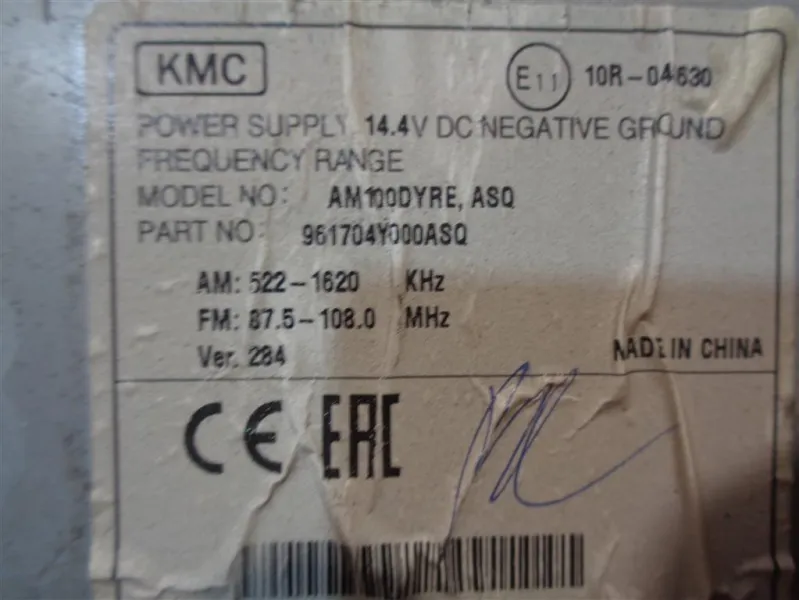 KMC
E11 10R-04630
POWER SUPPLY 14.4V DC NEGATIVE GROUND
FREQUENCY RANGE
MODEL NO: AM100DYRE, ASQ
PART NO: 961704Y000ASQ
AM: 522-1620 KHz
FM: 87.5-108.0 MHz
Ver. 284
MADE IN CHINA
CE EAC